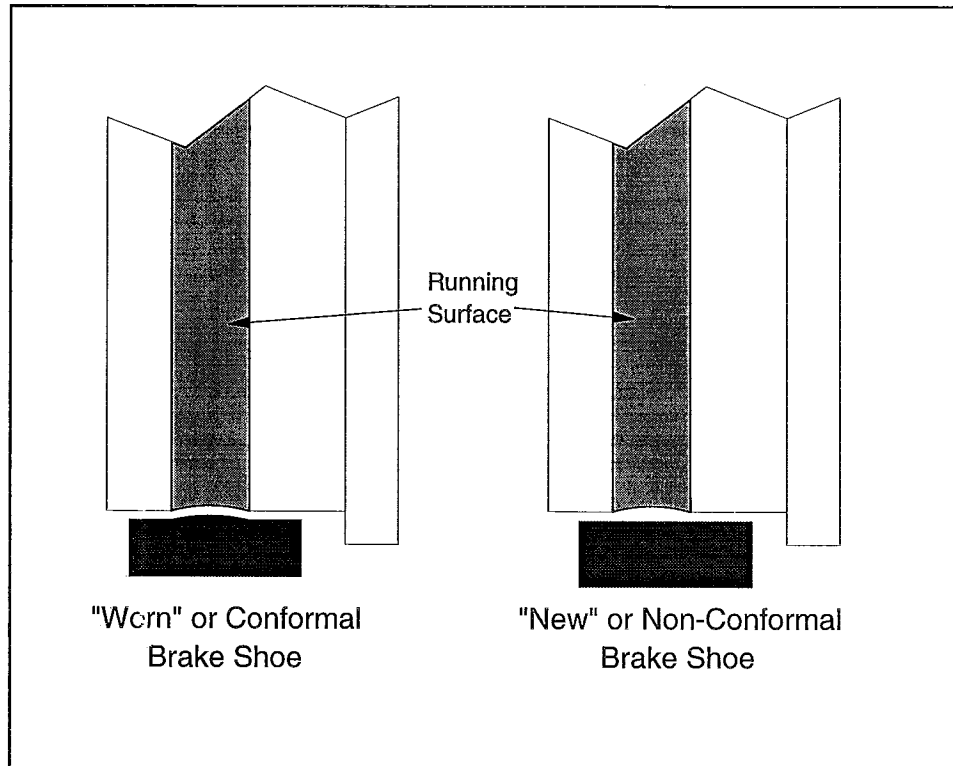 Running
Surface
"Worn" or Conformal
Brake Shoe
"New" or Non-Conformal
Brake Shoe